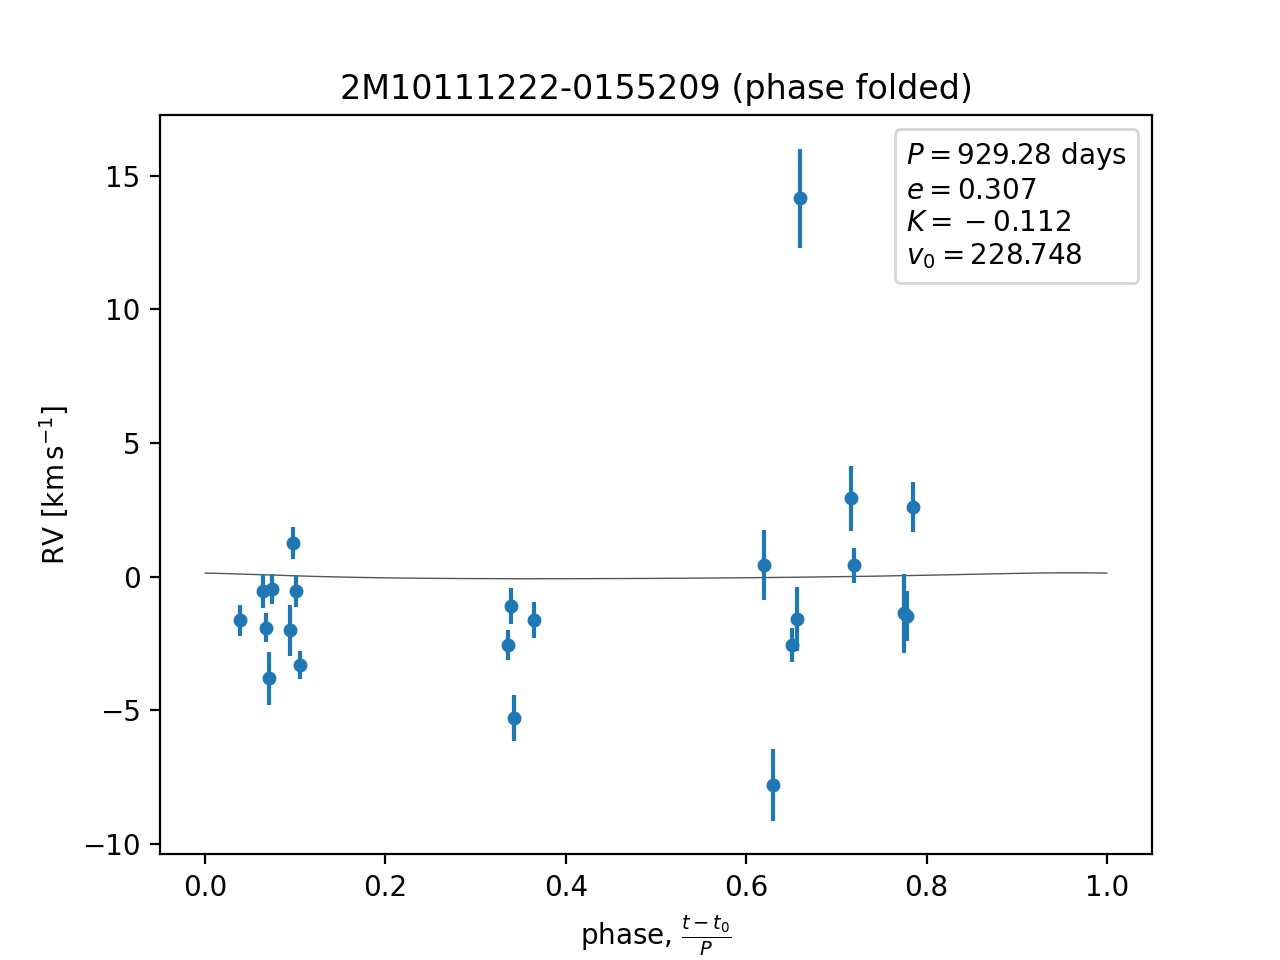 2M10111222-0155209 (phase folded)
P = 929.28 days
e = 0.307
K = −0.112
v₀ = 228.748
15
10
5
0
−5
−10
RV [km s⁻¹]
0.0 0.2 0.4 0.6 0.8 1.0
phase, (t − t₀)/P